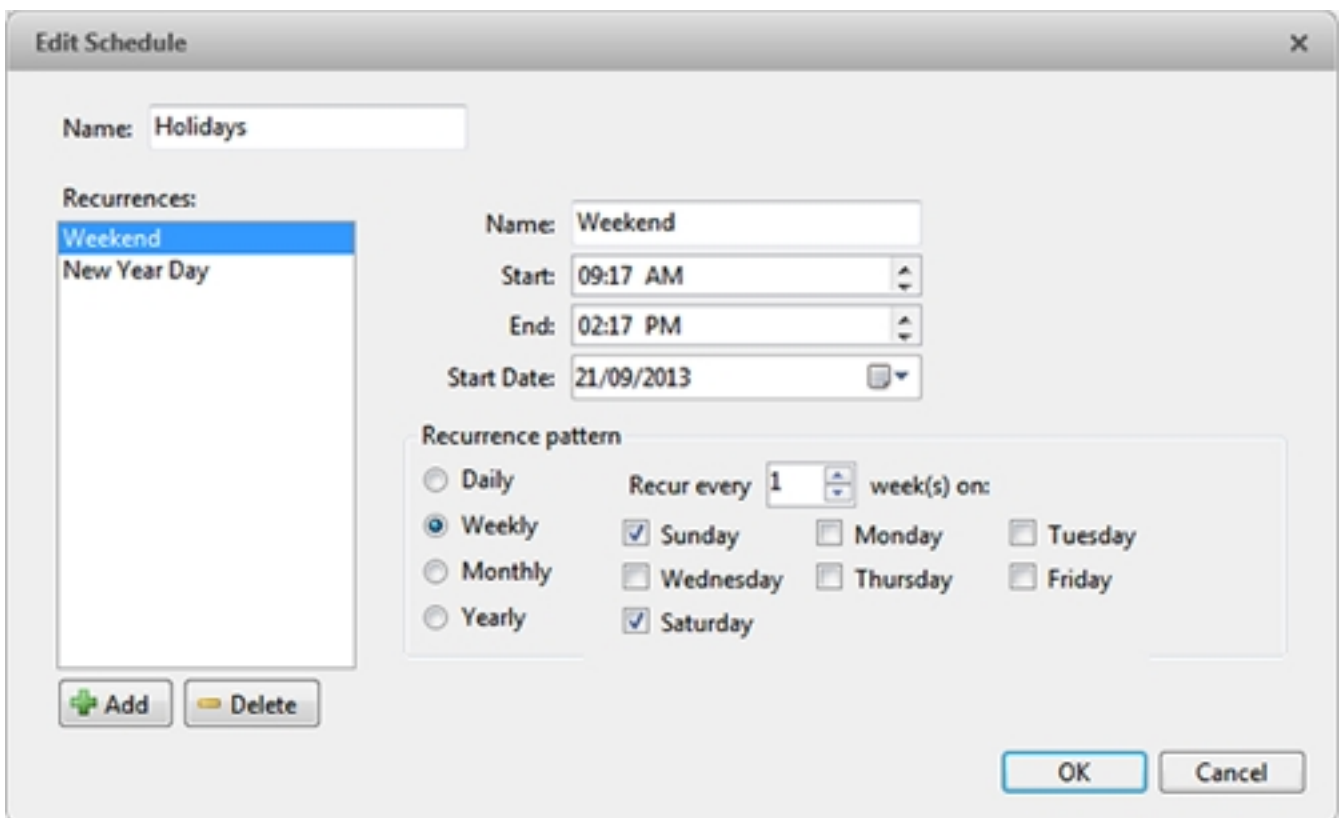 Edit Schedule
Name: Holidays
Recurrences:
Weekend
New Year Day
Name: Weekend
Start: 09:17 AM
End: 02:17 PM
Start Date: 21/09/2013
Recurrence pattern
Daily
Weekly
Monthly
Yearly
Recur every 1 week(s) on:
Sunday Monday Tuesday
Wednesday Thursday Friday
Saturday
Add Delete
OK Cancel